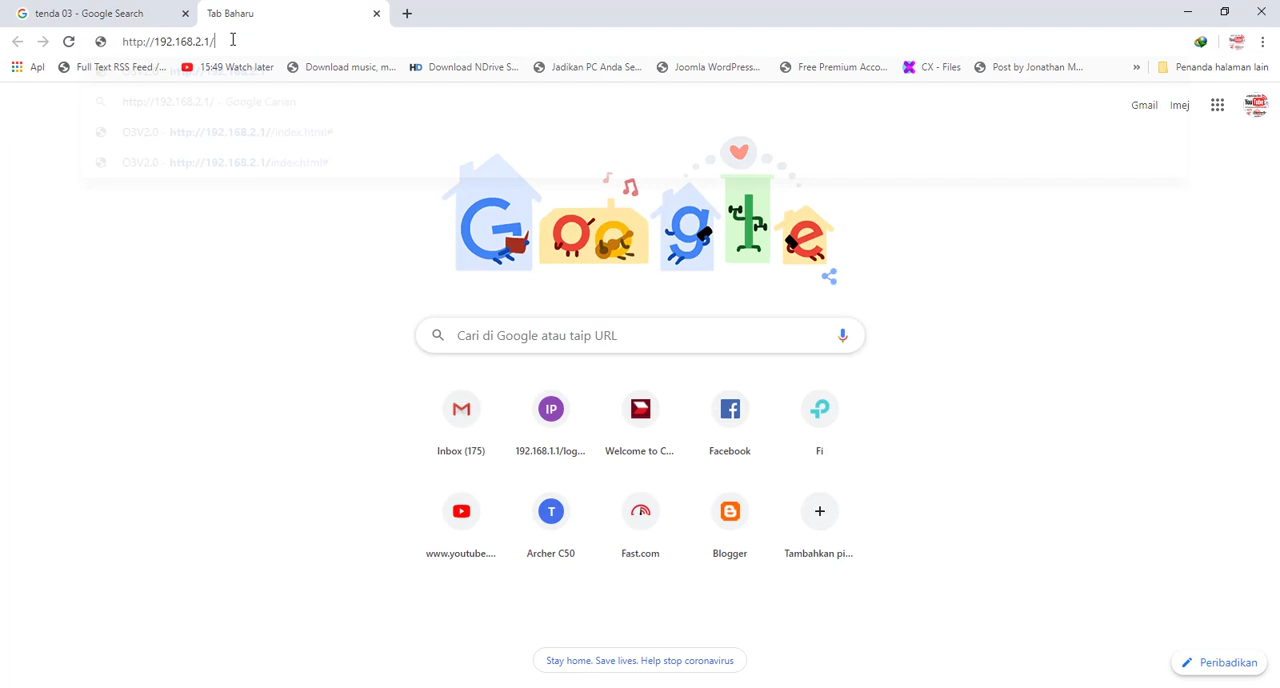 tenda 03 - Google Search
Tab Baharu
http://192.168.2.1/
Apl
Full Text RSS Feed /...
15:49 Watch later
Download music, m...
HD Download NDrive S...
Jadikan PC Anda Se...
Joomla WordPress...
Free Premium Acco...
CX - Files
Post by Jonathan M...
»
Penanda halaman lain
http://192.168.2.1/ - Google Carian
O3V2.0 - http://192.168.2.1//index.html#
O3V2.0 - http://192.168.2.1/index.html#
Gmail
Imej
Google
Cari di Google atau taip URL
IP
Inbox (175)
192.168.1.1/log...
Welcome to C...
Facebook
Fi
T
www.youtube....
Archer C50
Fast.com
Blogger
Tambahkan pi...
Stay home. Save lives. Help stop coronavirus
Peribadikan